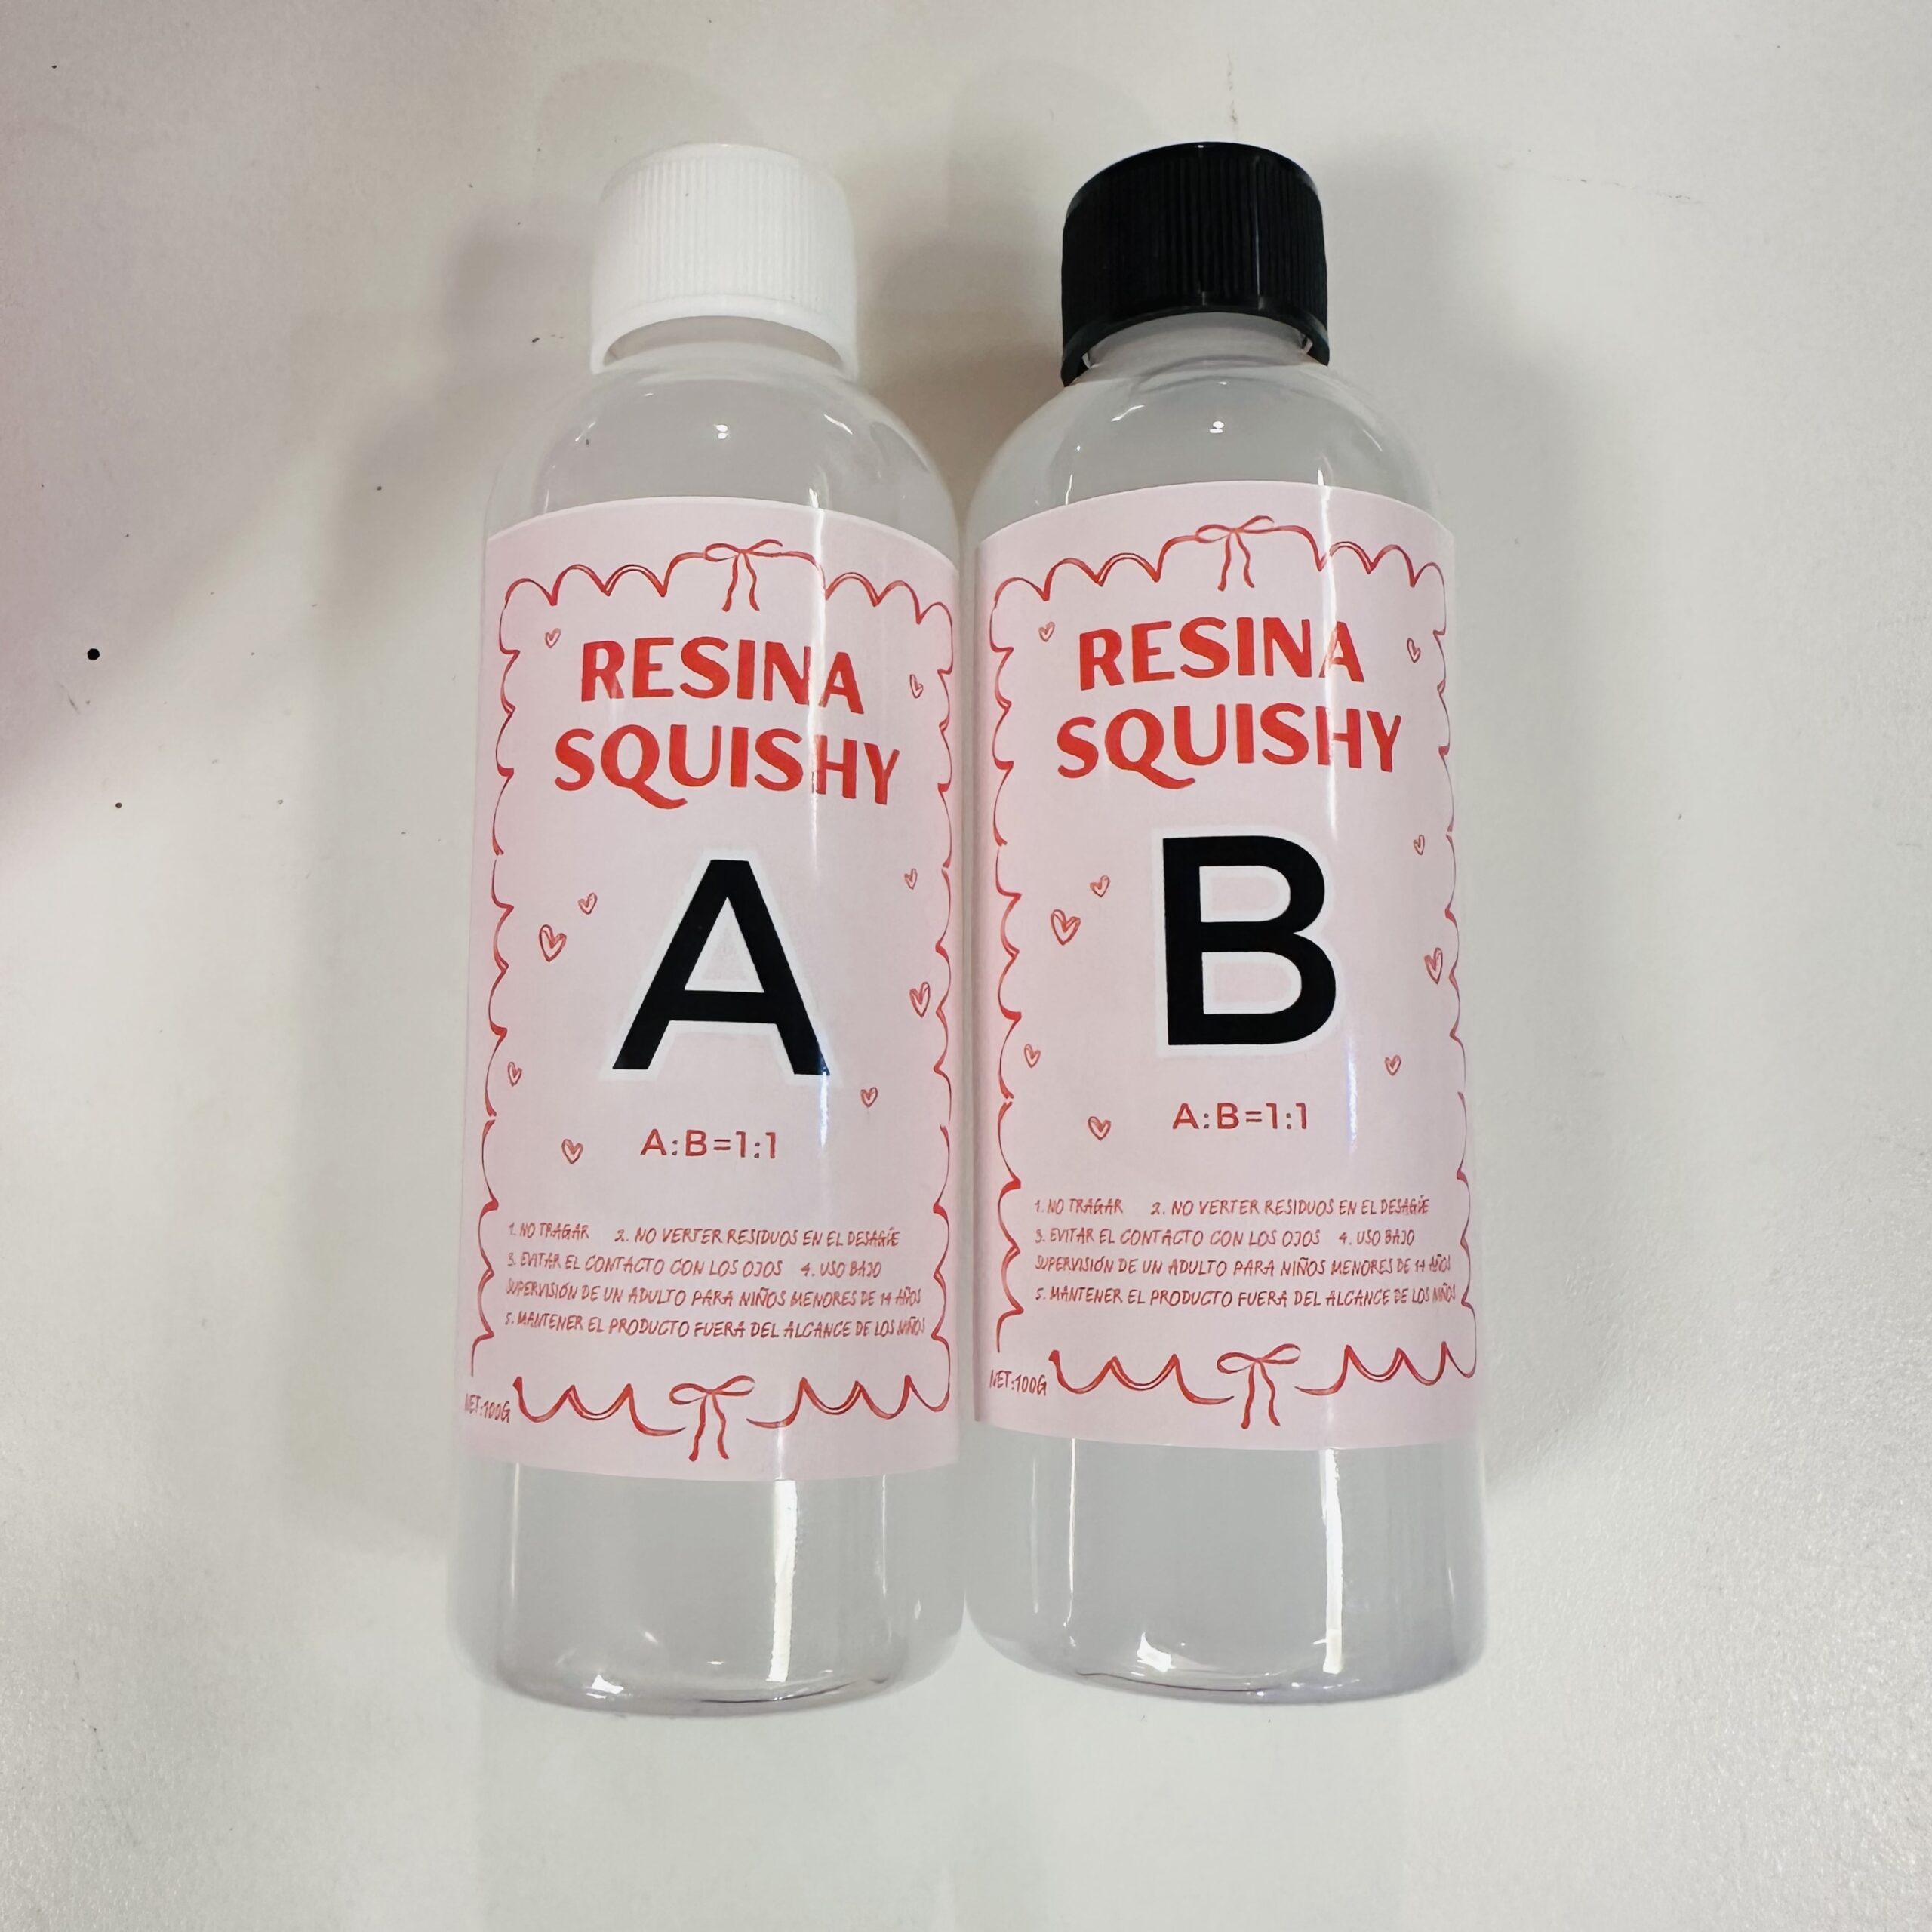 RESINA
SQUISHY
A
A:B=1:1
1. NO TRAGAR 2. NO VERTER RESIDUOS EN EL DESAGÜE
3. EVITAR EL CONTACTO CON LOS OJOS 4. USO BAJO
SUPERVISIÓN DE UN ADULTO PARA NIÑOS MENORES DE 14 AÑOS
5. MANTENER EL PRODUCTO FUERA DEL ALCANCE DE LOS NIÑOS
NET:100G
RESINA
SQUISHY
B
A:B=1:1
1. NO TRAGAR 2. NO VERTER RESIDUOS EN EL DESAGÜE
3. EVITAR EL CONTACTO CON LOS OJOS 4. USO BAJO
SUPERVISIÓN DE UN ADULTO PARA NIÑOS MENORES DE 14 AÑOS
5. MANTENER EL PRODUCTO FUERA DEL ALCANCE DE LOS NIÑOS
NET:100G